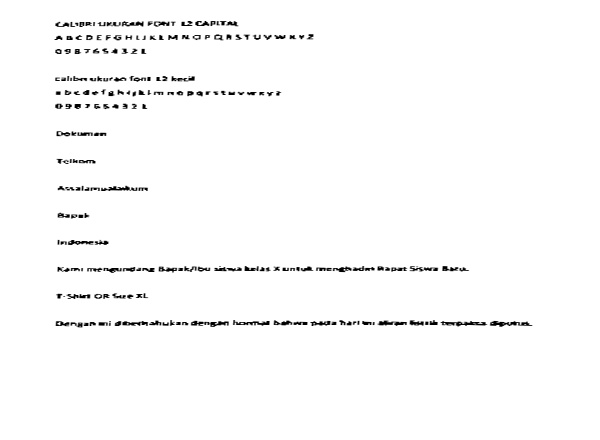 CALIBRI UKURAN FONT 12 CAPITAL
A B C D E F G H I J K L M N O P Q R S T U V W X Y Z
0 9 8 7 6 5 4 3 2 1
calibri ukuran font 12 kecil
a b c d e f g h i j k l m n o p q r s t u v w x y z
0 9 8 7 6 5 4 3 2 1
Dokumen
Telkom
Assalamualaikum
Bapak
Indonesia
Kami mengundang Bapak/Ibu siswa kelas X untuk menghadiri Rapat Siswa Baru.
T-Shirt OR Size XL
Dengan ini diberitahukan dengan hormat bahwa pada hari ini aliran listrik terpaksa diputus.